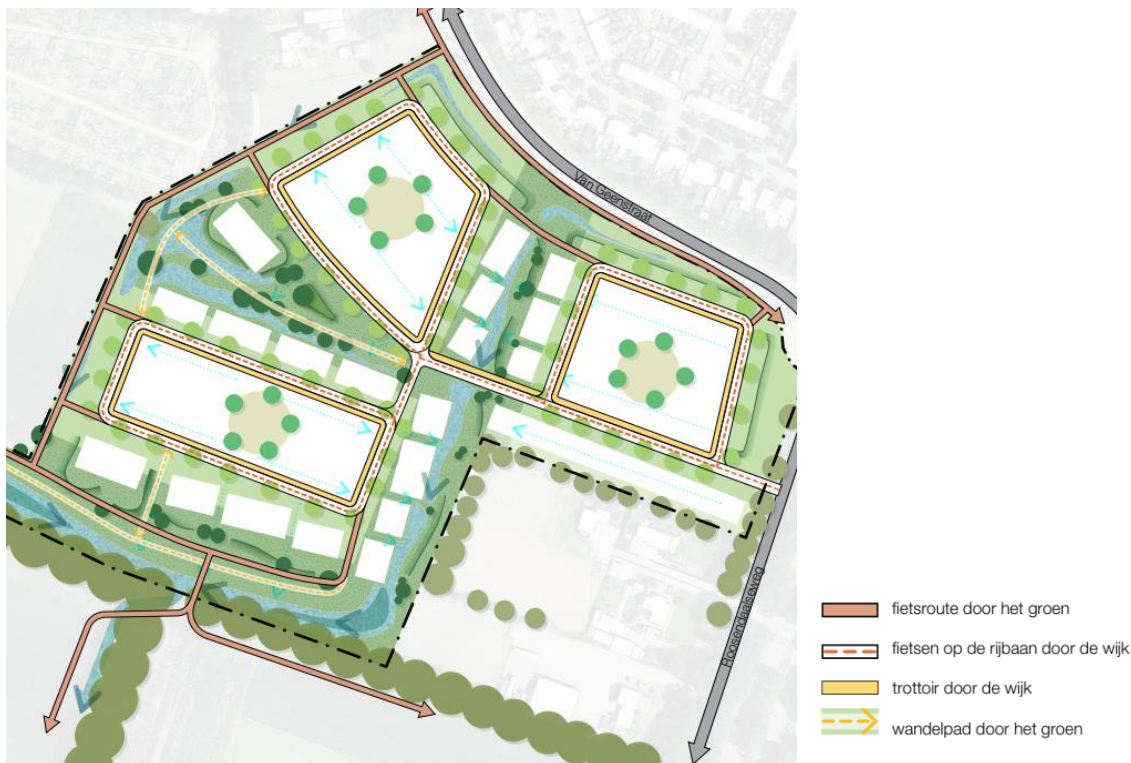 Van Geenstraat
Roosendaalseweg
fietsroute door het groen
fietsen op de rijbaan door de wijk
trottoir door de wijk
wandelpad door het groen